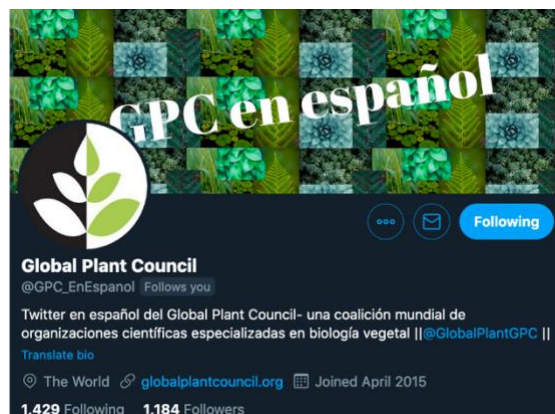 GPC en español
Following
Global Plant Council
@GPC_EnEspanol Follows you
Twitter en español del Global Plant Council- una coalición mundial de
organizaciones científicas especializadas en biología vegetal ||@GlobalPlantGPC ||
Translate bio
The World globalplantcouncil.org Joined April 2015
1,429 Following 1,184 Followers